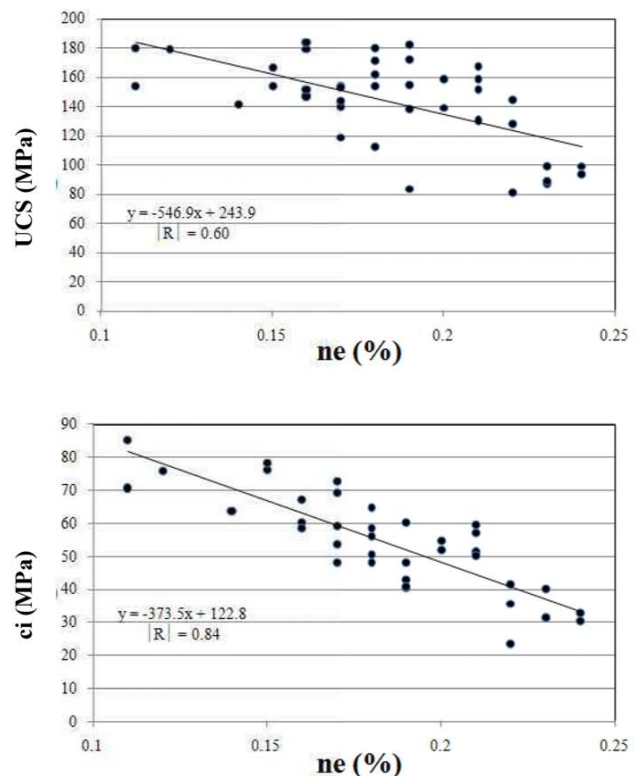 200
180
160
140
120
100
80
60
40
20
0
UCS (MPa)
y = -546.9x + 243.9
|R| = 0.60
0.1 0.15 0.2 0.25
ne (%)
90
80
70
60
50
40
30
20
10
0
ci (MPa)
y = -373.5x + 122.8
|R| = 0.84
0.1 0.15 0.2 0.25
ne (%)